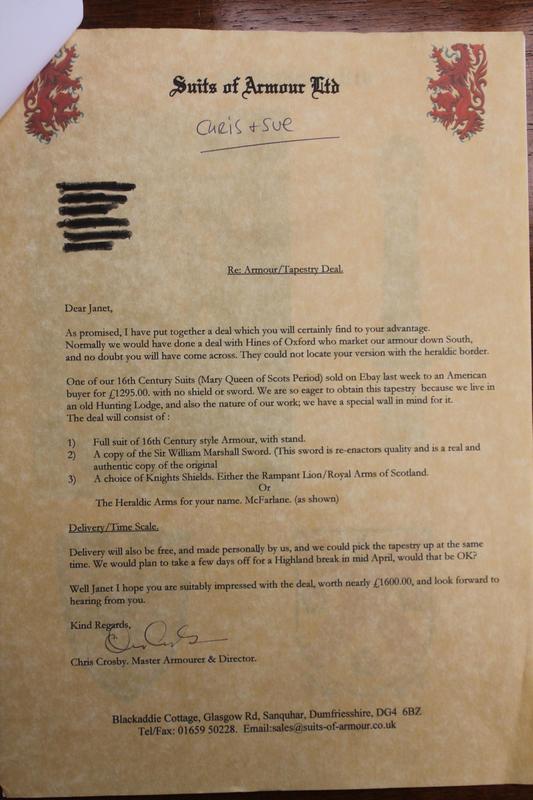 Suits of Armour Ltd
Chris + Sue
Re: Armour/Tapestry Deal.
Dear Janet,
As promised, I have put together a deal which you will certainly find to your advantage.
Normally we would have done a deal with Hines of Oxford who market our armour down South,
and no doubt you will have come across. They could not locate your version with the heraldic border.
One of our 16th Century Suits (Mary Queen of Scots Period) sold on Ebay last week to an American
buyer for £1295.00. with no shield or sword. We are so eager to obtain this tapestry because we live in
an old Hunting Lodge, and also the nature of our work; we have a special wall in mind for it.
The deal will consist of :
1) Full suit of 16th Century style Armour, with stand.
2) A copy of the Sir William Marshall Sword. (This sword is re-enactors quality and is a real and
authentic copy of the original
3) A choice of Knights Shields. Either the Rampant Lion/Royal Arms of Scotland.
Or
The Heraldic Arms for your name. McFarlane. (as shown)
Delivery/Time Scale.
Delivery will also be free, and made personally by us, and we could pick the tapestry up at the same
time. We would plan to take a few days off for a Highland break in mid April, would that be OK?
Well Janet I hope you are suitably impressed with the deal, worth nearly £1600.00, and look forward to
hearing from you.
Kind Regards,
Chris Crosby. Master Armourer & Director.
Blackaddie Cottage, Glasgow Rd, Sanquhar, Dumfriesshire, DG4 6BZ
Tel/Fax: 01659 50228. Email:sales@suits-of-armour.co.uk